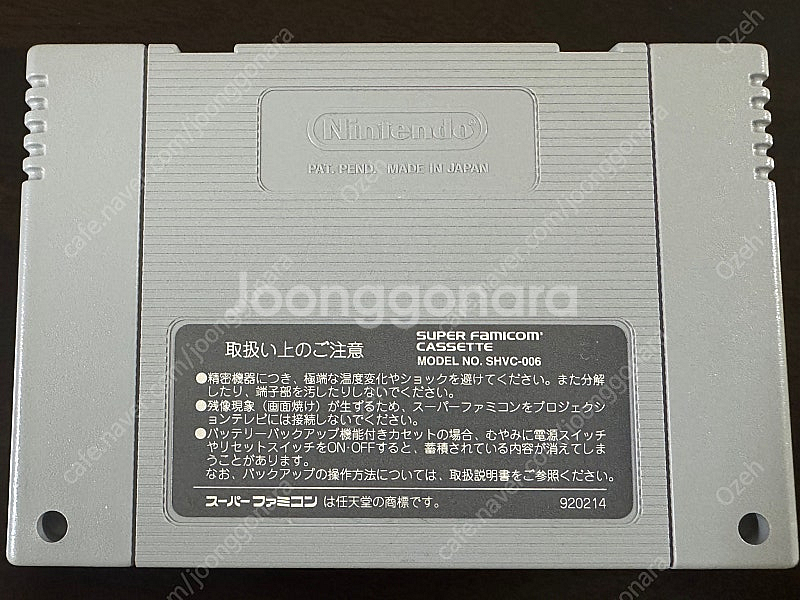 Nintendo
PAT. PEND. MADE IN JAPAN
Joonggonara
取扱い上のご注意
SUPER FAMICOM
CASSETTE
MODEL NO. SHVC-006
●精密機器につき、極端な温度変化やショックを避けてください。また分解
したり、端子部を汚したりしないでください。
●残像現象（画面焼け）が生ずるため、スーパーファミコンをプロジェクシ
ョンテレビには接続しないでください。
●バッテリーバックアップ機能付きカセットの場合、むやみに電源スイッチ
やリセットスイッチをON・OFFすると、蓄積されている内容が消えてしま
うことがあります。
なお、バックアップの操作方法については、取扱説明書をご参照ください。
スーパーファミコン は任天堂の商標です。
920214
cafe.naver.com/joonggonara
Ozeh